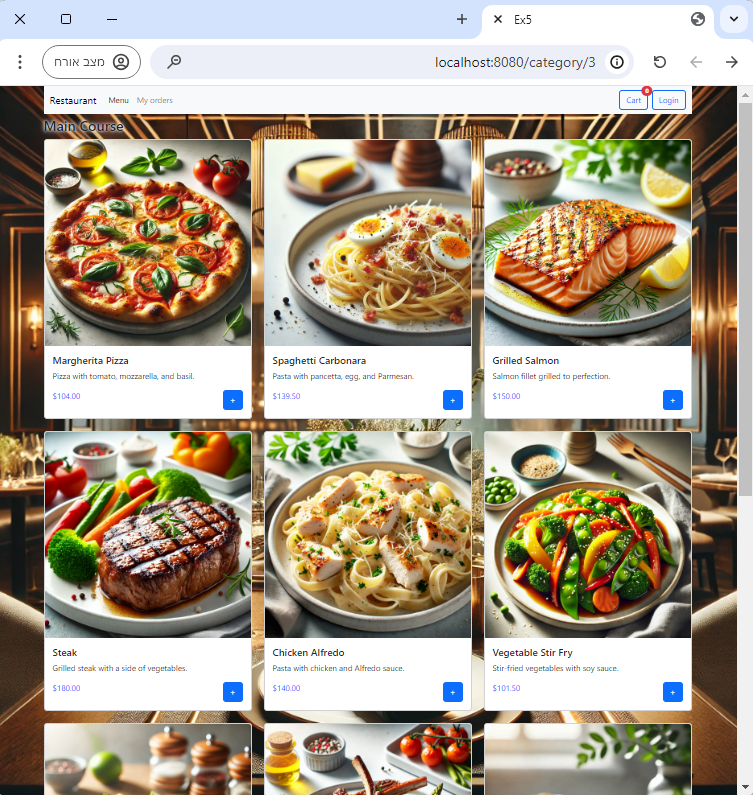 Ex5
מצב אורח
localhost:8080/category/3
Restaurant Menu My orders Cart Login
Main Course
Margherita Pizza
Pizza with tomato, mozzarella, and basil.
$104.00 +
Spaghetti Carbonara
Pasta with pancetta, egg, and Parmesan.
$139.50 +
Grilled Salmon
Salmon fillet grilled to perfection.
$150.00 +
Steak
Grilled steak with a side of vegetables.
$180.00 +
Chicken Alfredo
Pasta with chicken and Alfredo sauce.
$140.00 +
Vegetable Stir Fry
Stir-fried vegetables with soy sauce.
$101.50 +